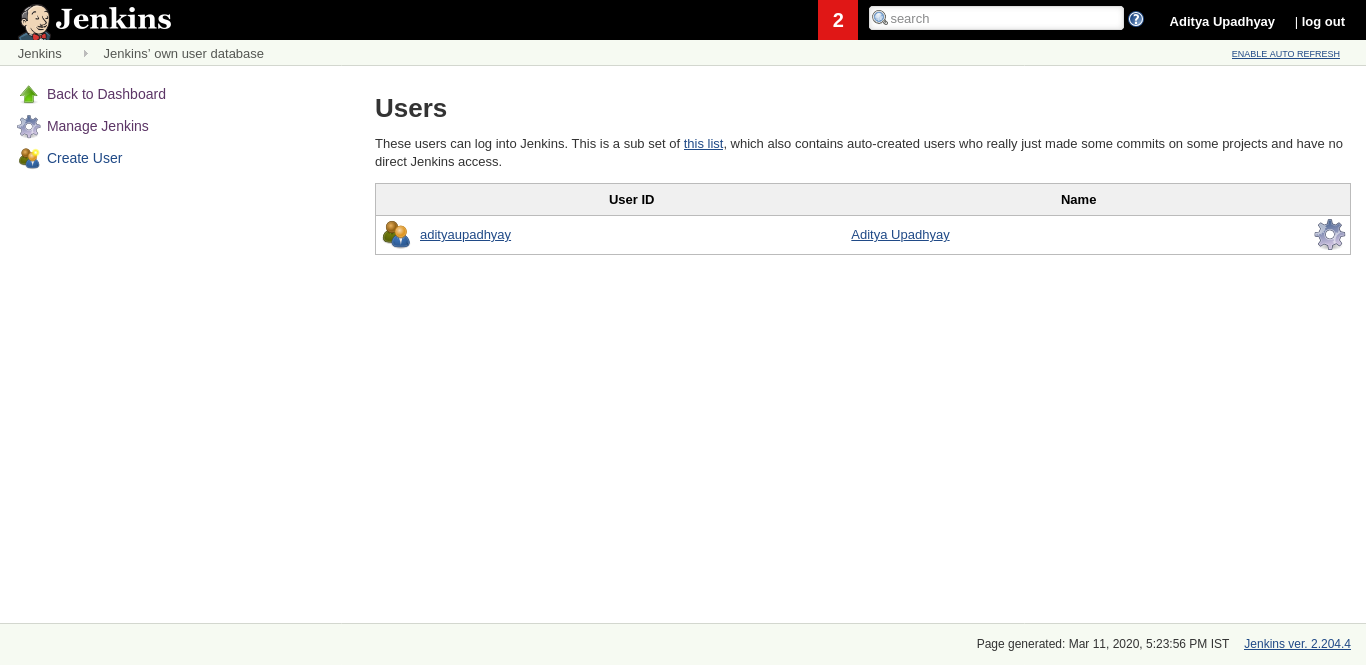 Jenkins
2
search
Aditya Upadhyay
| log out
Jenkins
Jenkins' own user database
ENABLE AUTO REFRESH
Back to Dashboard
Manage Jenkins
Create User
Users
These users can log into Jenkins. This is a sub set of this list, which also contains auto-created users who really just made some commits on some projects and have no
direct Jenkins access.
User ID
Name
adityaupadhyay
Aditya Upadhyay
Page generated: Mar 11, 2020, 5:23:56 PM IST
Jenkins ver. 2.204.4